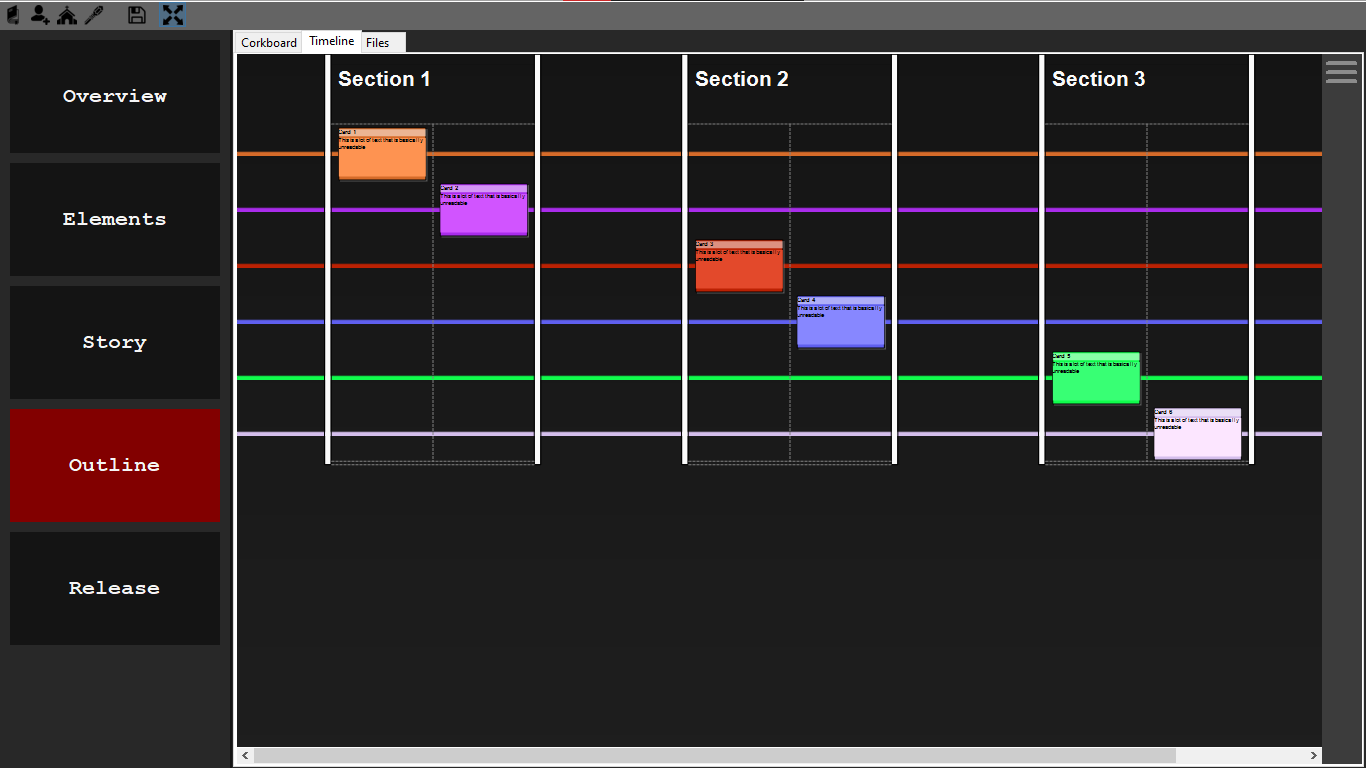 Corkboard Timeline Files
Overview
Elements
Story
Outline
Release
Section 1
Section 2
Section 3
Card 1
This is a lot of text that is basically
unreadable
Card 2
This is a lot of text that is basically
unreadable
Card 3
This is a lot of text that is basically
unreadable
Card 4
This is a lot of text that is basically
unreadable
Card 5
This is a lot of text that is basically
unreadable
Card 6
This is a lot of text that is basically
unreadable